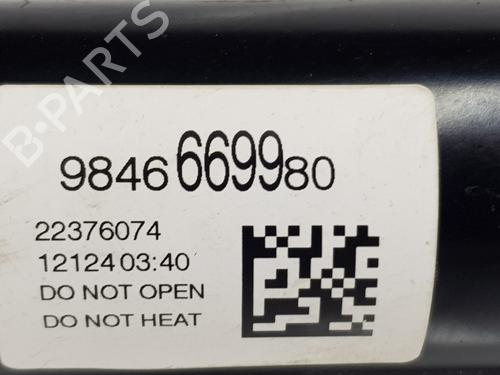 B-PARTS
9846669980
22376074
12124 03:40
DO NOT OPEN
DO NOT HEAT